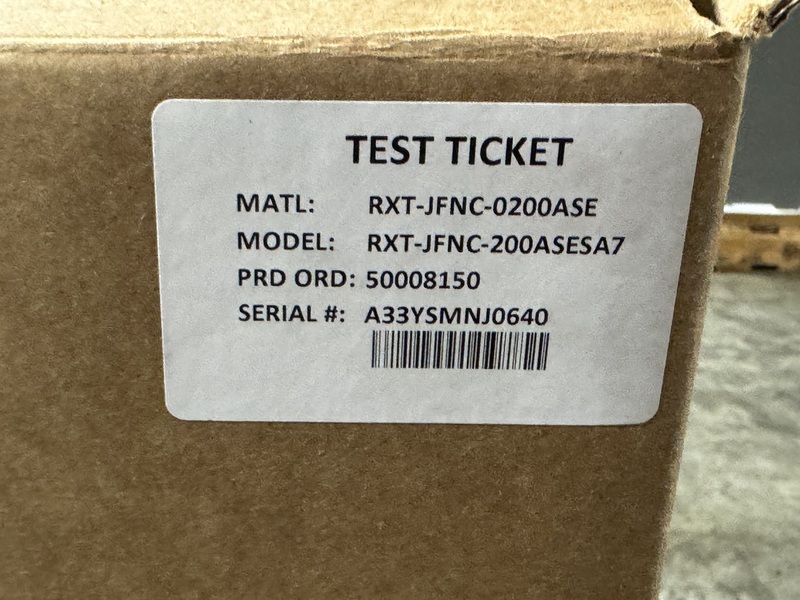 TEST TICKET
MATL: RXT-JFNC-0200ASE
MODEL: RXT-JFNC-200ASESA7
PRD ORD: 50008150
SERIAL #: A33YSMNJ0640